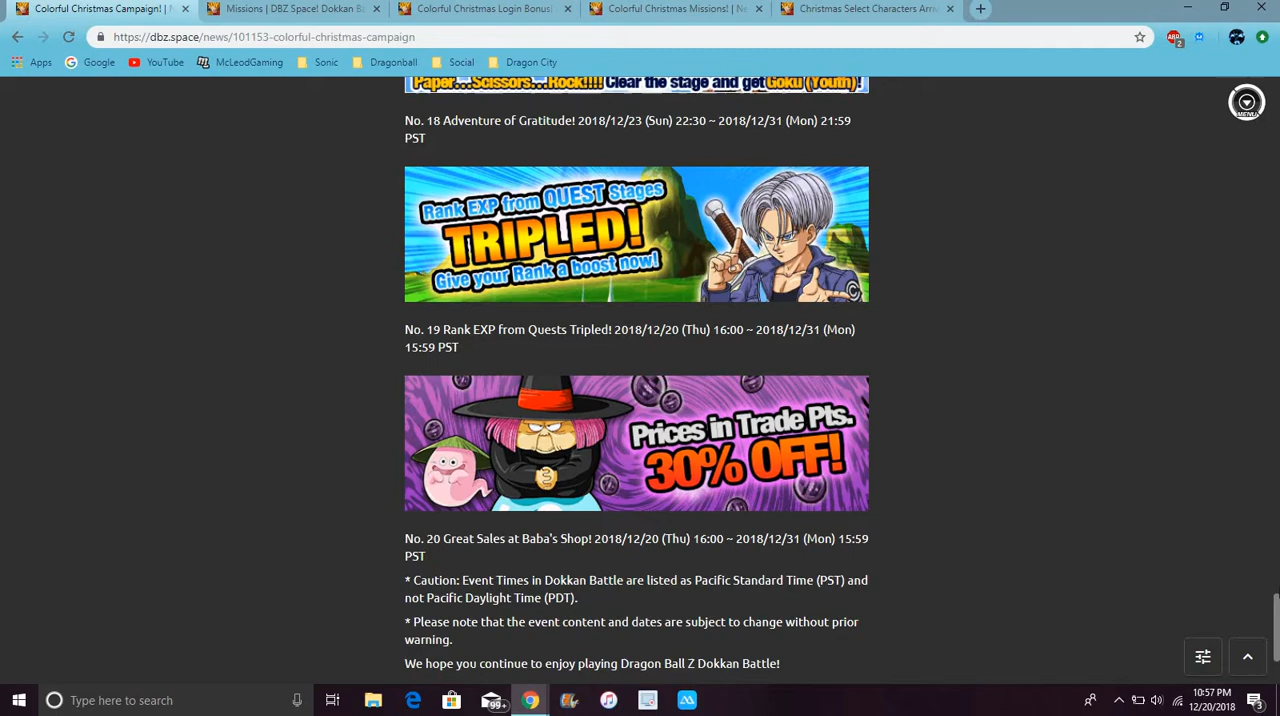 Colorful Christmas Campaign! | N
Missions | DBZ Space! Dokkan B
Colorful Christmas Login Bonus!
Colorful Christmas Missions! | Ne
Christmas Select Characters Arriv
https://dbz.space/news/101153-colorful-christmas-campaign
ABP
2
Apps
Google
YouTube
McLeodGaming
Sonic
Dragonball
Social
Dragon City
Paper...Scissors...Rock!!!! Clear the stage and get Goku (Youth)!
MENU
No. 18 Adventure of Gratitude! 2018/12/23 (Sun) 22:30 ~ 2018/12/31 (Mon) 21:59
PST
Rank EXP from QUEST Stages
TRIPLED!
Give your Rank a boost now!
No. 19 Rank EXP from Quests Tripled! 2018/12/20 (Thu) 16:00 ~ 2018/12/31 (Mon)
15:59 PST
Prices in Trade Pts.
30% OFF!
No. 20 Great Sales at Baba's Shop! 2018/12/20 (Thu) 16:00 ~ 2018/12/31 (Mon) 15:59
PST
* Caution: Event Times in Dokkan Battle are listed as Pacific Standard Time (PST) and
not Pacific Daylight Time (PDT).
* Please note that the event content and dates are subject to change without prior
warning.
We hope you continue to enjoy playing Dragon Ball Z Dokkan Battle!
Type here to search
99+
10:57 PM
12/20/2018
3